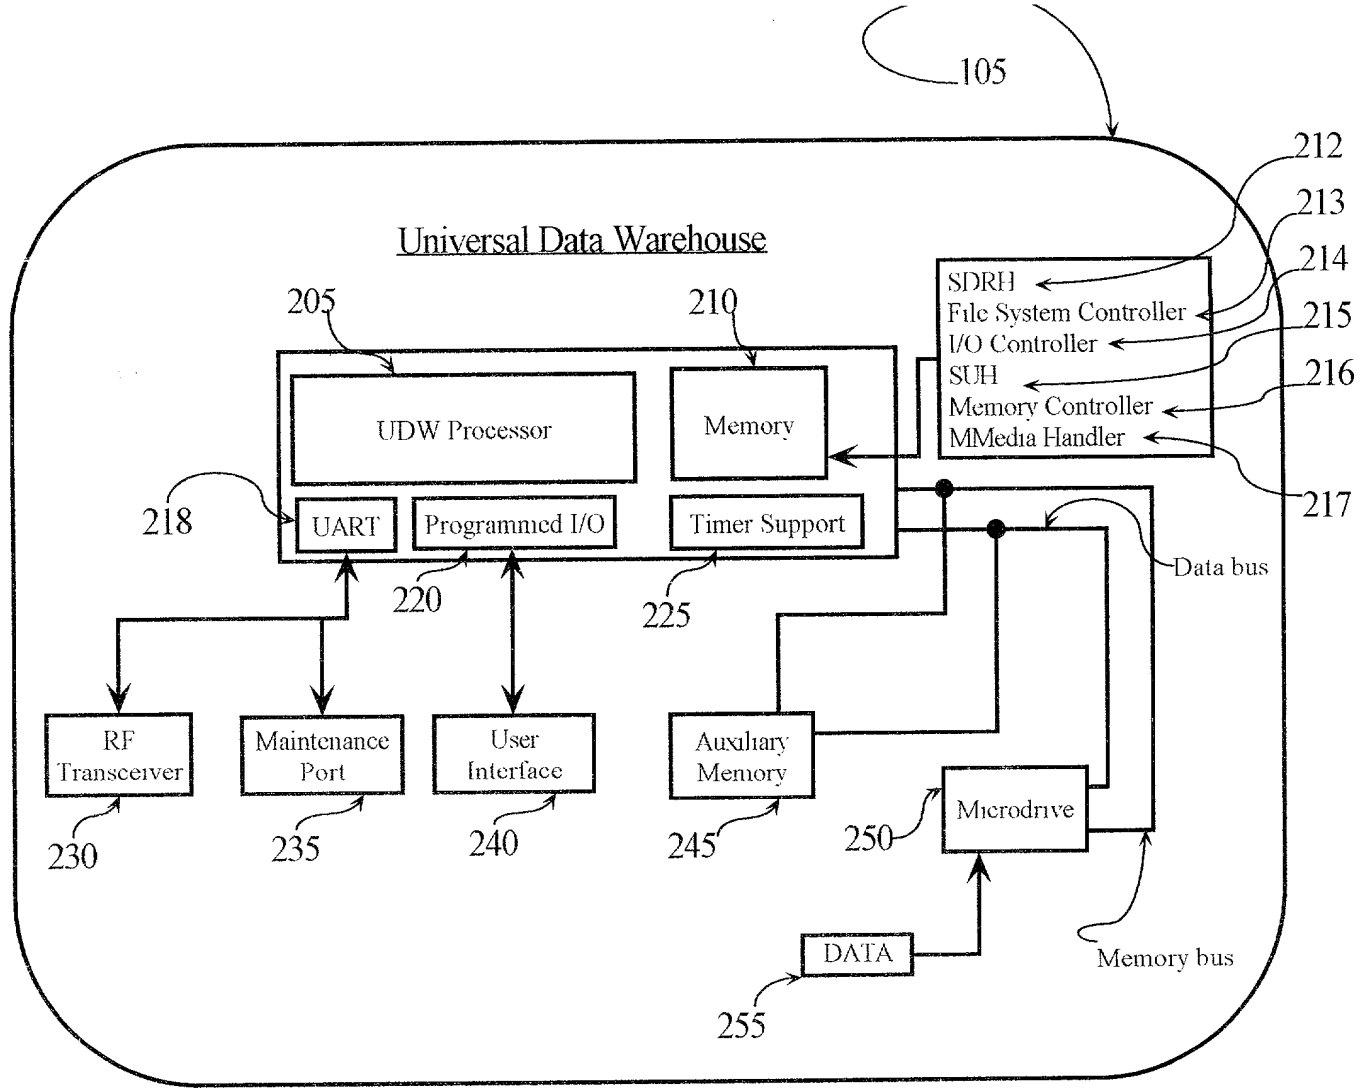 105
212
213
Universal Data Warehouse
214
SDRH
205
210
File System Controller
215
I/O Controller
SUH
216
UDW Processor
Memory
Memory Controller
MMedia Handler
218
UART
Programmed I/O
Timer Support
217
Data bus
220
225
RF
Transceiver
Maintenance
Port
User
Interface
Auxiliary
Memory
Microdrive
230
235
240
245
250
DATA
Memory bus
255